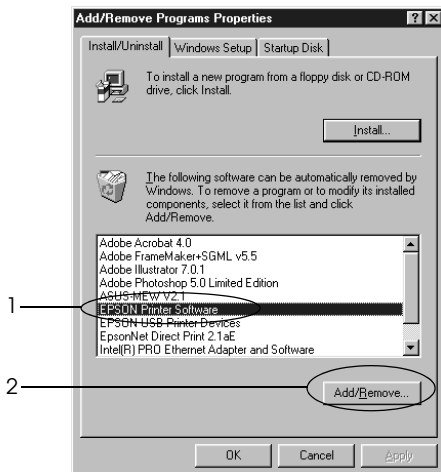 Add/Remove Programs Properties
Install/Uninstall Windows Setup Startup Disk
To install a new program from a floppy disk or CD-ROM
drive, click Install.
Install...
The following software can be automatically removed by
Windows. To remove a program or to modify its installed
components, select it from the list and click
Add/Remove.
Adobe Acrobat 4.0
Adobe FrameMaker+SGML v5.5
Adobe Illustrator 7.0.1
Adobe Photoshop 5.0 Limited Edition
ASUS-MEW V2.1
1 EPSON Printer Software
EPSON USB Printer Devices
EpsonNet Direct Print 2.1aE
Intel(R) PRO Ethernet Adapter and Software
2 Add/Remove...
OK Cancel Apply